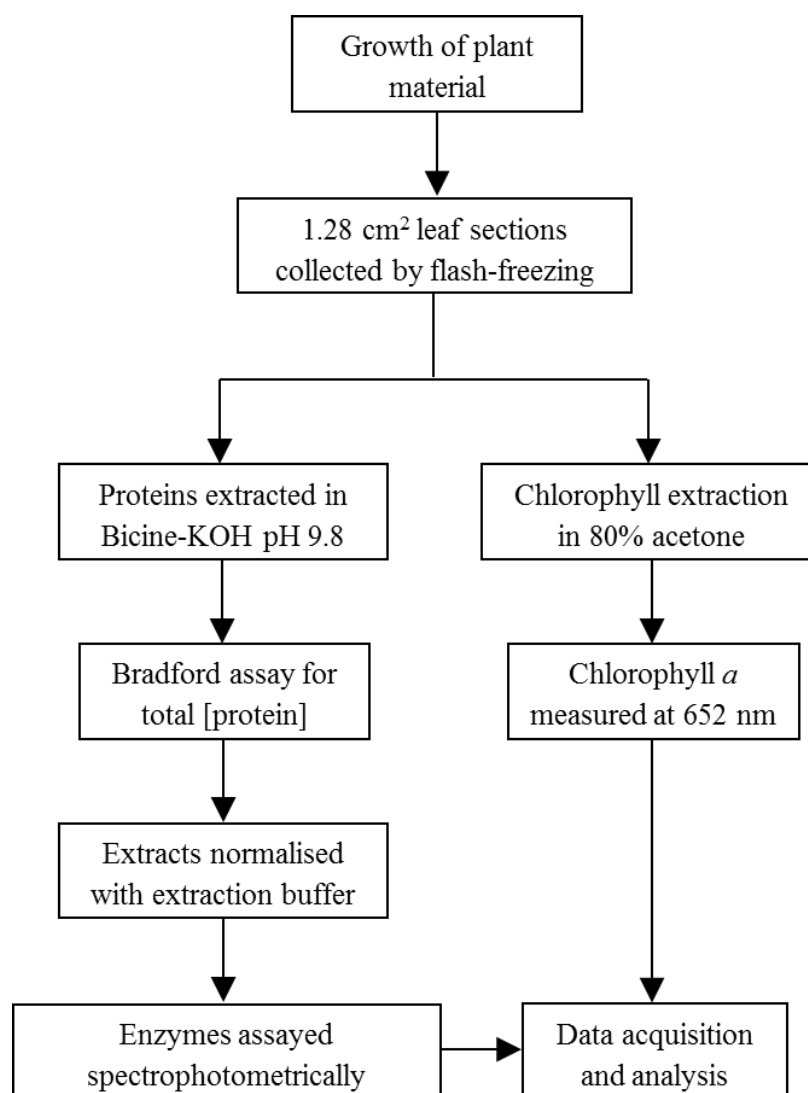 Growth of plant
material
1.28 cm² leaf sections
collected by flash-freezing
Proteins extracted in
Bicine-KOH pH 9.8
Chlorophyll extraction
in 80% acetone
Bradford assay for
total [protein]
Chlorophyll a
measured at 652 nm
Extracts normalised
with extraction buffer
Enzymes assayed
spectrophotometrically
Data acquisition
and analysis